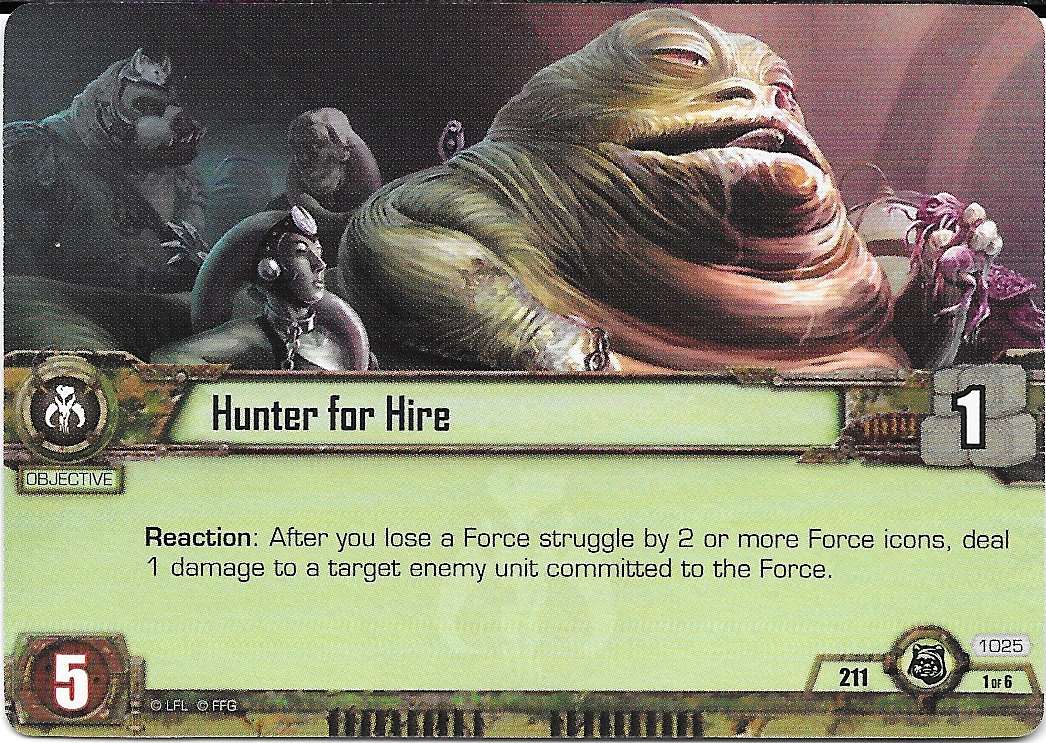 Hunter for Hire
1
OBJECTIVE
Reaction: After you lose a Force struggle by 2 or more Force icons, deal
1 damage to a target enemy unit committed to the Force.
5
© LFL © FFG
211
1025
1 OF 6